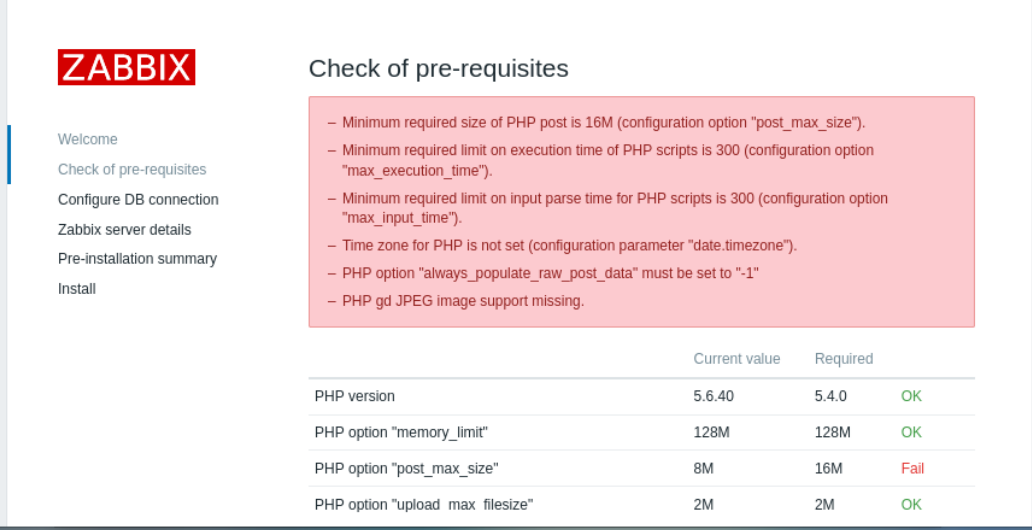 ZABBIX
Welcome
Check of pre-requisites
Configure DB connection
Zabbix server details
Pre-installation summary
Install
Check of pre-requisites
– Minimum required size of PHP post is 16M (configuration option "post_max_size").
– Minimum required limit on execution time of PHP scripts is 300 (configuration option
"max_execution_time").
– Minimum required limit on input parse time for PHP scripts is 300 (configuration option
"max_input_time").
– Time zone for PHP is not set (configuration parameter "date.timezone").
– PHP option "always_populate_raw_post_data" must be set to "-1"
– PHP gd JPEG image support missing.
Current value Required
PHP version 5.6.40 5.4.0 OK
PHP option "memory_limit" 128M 128M OK
PHP option "post_max_size" 8M 16M Fail
PHP option "upload_max_filesize" 2M 2M OK